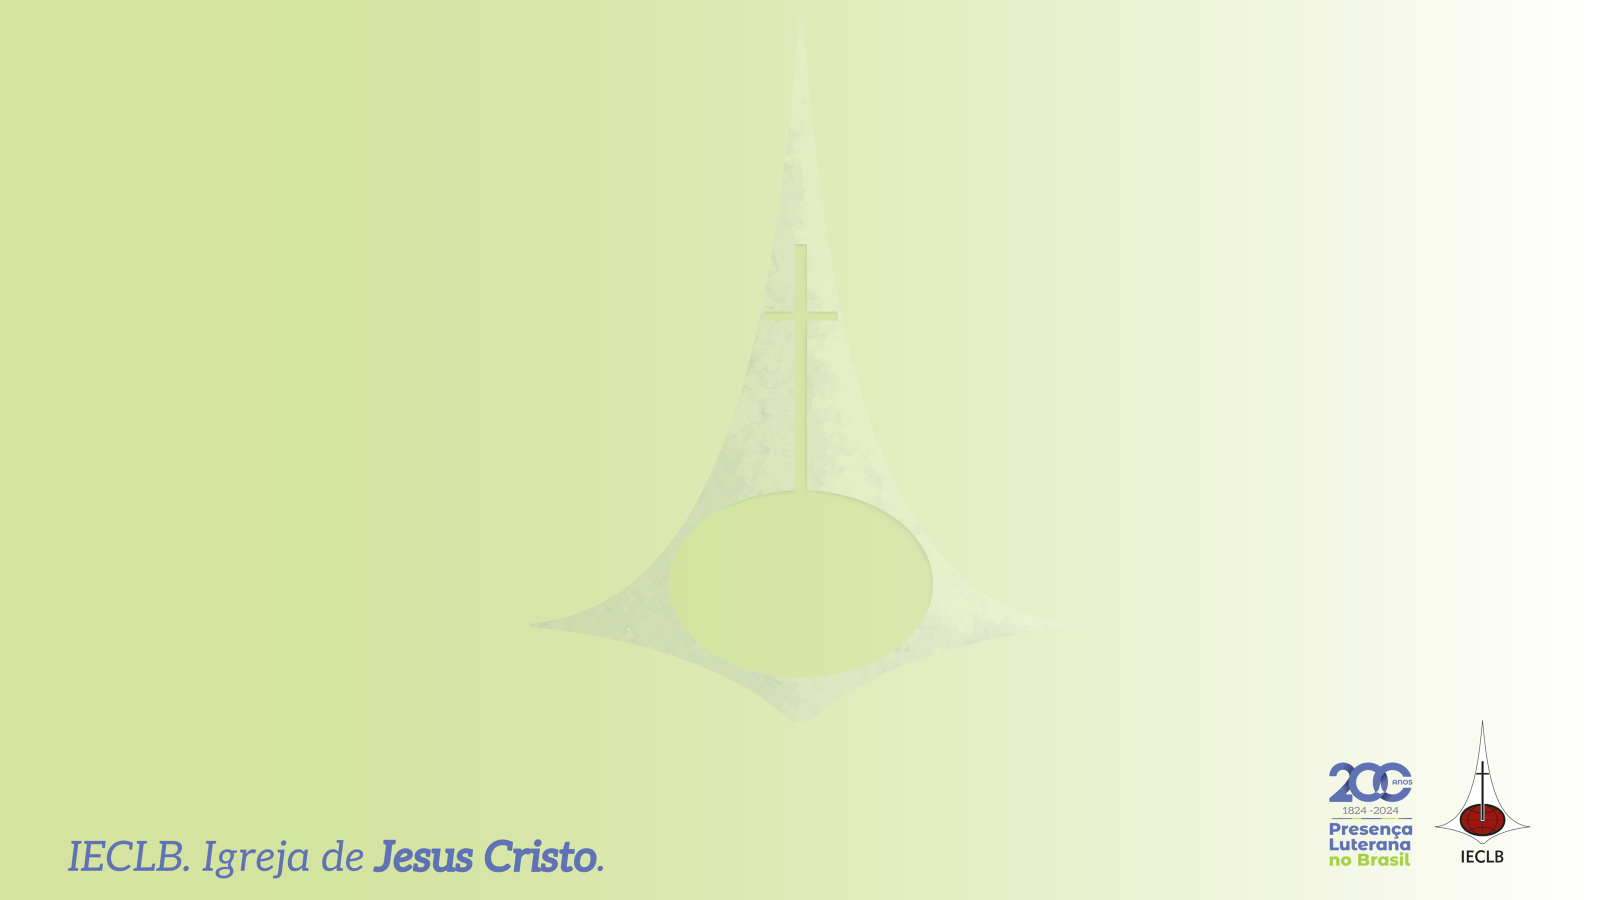 IECLB. Igreja de Jesus Cristo.
200 anos
1824 -2024
Presença
Luterana
no Brasil
IECLB